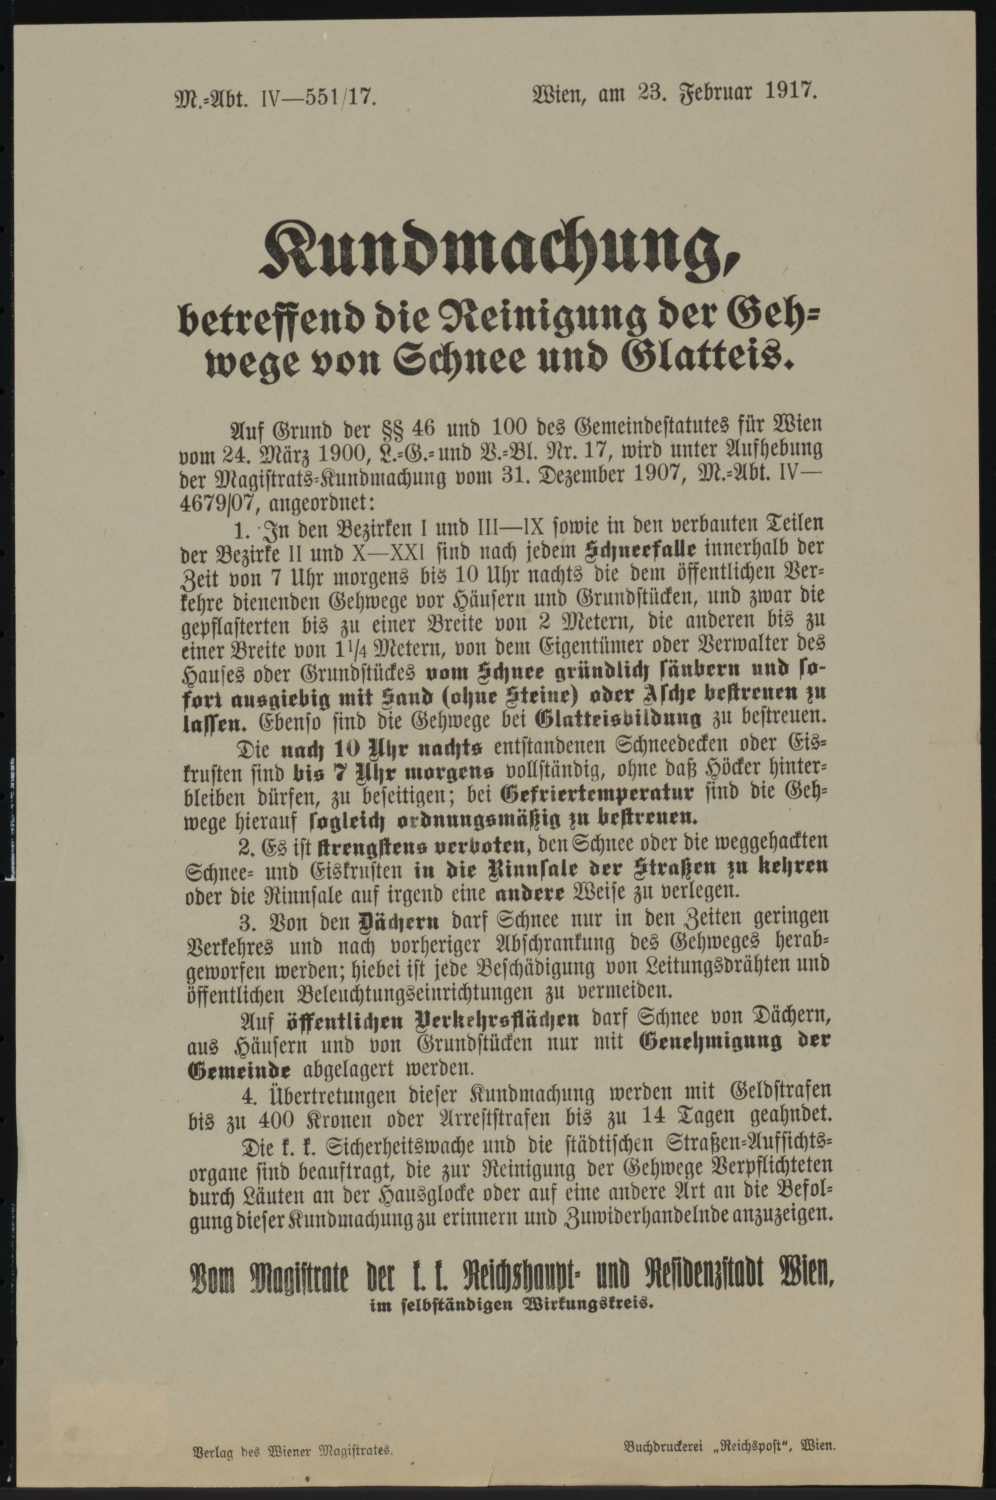 M.-Abt. IV—551/17.
Wien, am 23. Februar 1917.
Kundmachung,
betreffend die Reinigung der Geh-
wege von Schnee und Glatteis.
Auf Grund der §§ 46 und 100 des Gemeindestatutes für Wien
vom 24. März 1900, L.-G.- und V.-Bl. Nr. 17, wird unter Aufhebung
der Magistrats-Kundmachung vom 31. Dezember 1907, M.-Abt. IV—
4679/07, angeordnet:
1. In den Bezirken I und III—IX sowie in den verbauten Teilen
der Bezirke II und X—XXI sind nach jedem Schneefalle innerhalb der
Zeit von 7 Uhr morgens bis 10 Uhr nachts die dem öffentlichen Ver-
kehre dienenden Gehwege vor Häusern und Grundstücken, und zwar die
gepflasterten bis zu einer Breite von 2 Metern, die anderen bis zu
einer Breite von 1¼ Metern, von dem Eigentümer oder Verwalter des
Hauses oder Grundstückes vom Schnee gründlich säubern und so-
fort ausgiebig mit Sand (ohne Steine) oder Asche bestreuen zu
lassen. Ebenso sind die Gehwege bei Glatteisbildung zu bestreuen.
Die nach 10 Uhr nachts entstandenen Schneedecken oder Eis-
krusten sind bis 7 Uhr morgens vollständig, ohne daß Höcker hinter-
bleiben dürfen, zu beseitigen; bei Gefriertemperatur sind die Geh-
wege hierauf sogleich ordnungsmäßig zu bestreuen.
2. Es ist strengstens verboten, den Schnee oder die weggehackten
Schnee- und Eiskrusten in die Rinnsale der Straßen zu kehren
oder die Rinnsale auf irgend eine andere Weise zu verlegen.
3. Von den Dächern darf Schnee nur in den Zeiten geringen
Verkehres und nach vorheriger Abschrankung des Gehweges herab-
geworfen werden; hiebei ist jede Beschädigung von Leitungsdrähten und
öffentlichen Beleuchtungseinrichtungen zu vermeiden.
Auf öffentlichen Verkehrsflächen darf Schnee von Dächern,
aus Häusern und von Grundstücken nur mit Genehmigung der
Gemeinde abgelagert werden.
4. Übertretungen dieser Kundmachung werden mit Geldstrafen
bis zu 400 Kronen oder Arreststrafen bis zu 14 Tagen geahndet.
Die k. k. Sicherheitswache und die städtischen Straßen-Aufsichts-
organe sind beauftragt, die zur Reinigung der Gehwege Verpflichteten
durch Läuten an der Hausglocke oder auf eine andere Art an die Befol-
gung dieser Kundmachung zu erinnern und Zuwiderhandelnde anzuzeigen.
Vom Magistrate der k. k. Reichshaupt- und Residenzstadt Wien,
im selbständigen Wirkungskreis.
Verlag des Wiener Magistrates.
Buchdruckerei „Reichspost“, Wien.